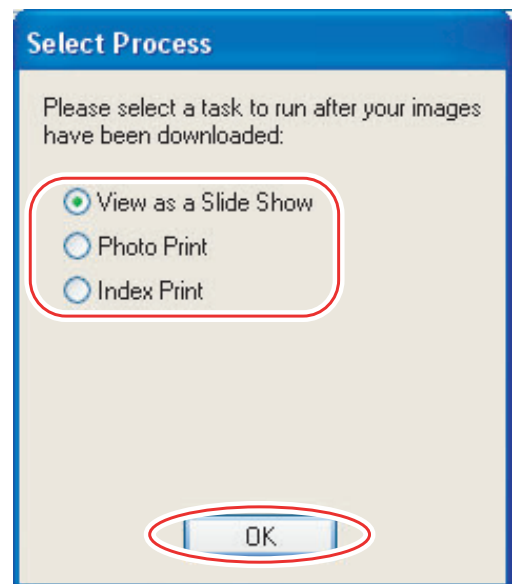 Select Process
Please select a task to run after your images
have been downloaded:
View as a Slide Show
Photo Print
Index Print
OK